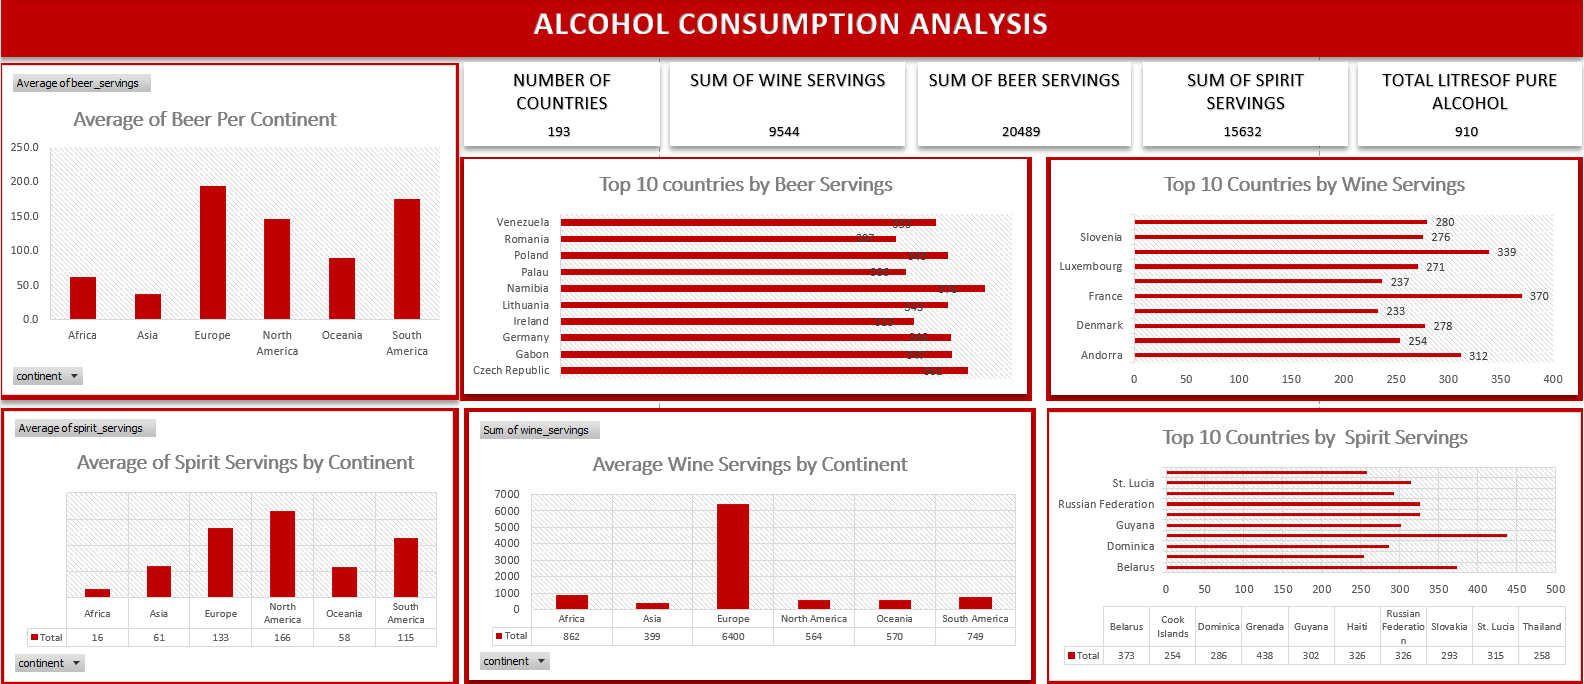 ALCOHOL CONSUMPTION ANALYSIS
Average of beer_servings
Average of Beer Per Continent
250.0
200.0
150.0
100.0
50.0
0.0
Africa
Asia
Europe
North
America
Oceania
South
America
continent
NUMBER OF
COUNTRIES
193
SUM OF WINE SERVINGS
9544
SUM OF BEER SERVINGS
20489
SUM OF SPIRIT
SERVINGS
15632
TOTAL LITRESOF PURE
ALCOHOL
910
Top 10 countries by Beer Servings
Venezuela
Romania
Poland
Palau
Namibia
Lithuania
Ireland
Germany
Gabon
Czech Republic
Top 10 Countries by Wine Servings
280
Slovenia 276
339
Luxembourg 271
237
France 370
233
Denmark 278
254
Andorra 312
0 50 100 150 200 250 300 350 400
Average of spirit_servings
Average of Spirit Servings by Continent
Africa
Asia
Europe
North
America
Oceania
South
America
Total 16 61 133 166 58 115
continent
Sum of wine_servings
Average Wine Servings by Continent
7000
6000
5000
4000
3000
2000
1000
0
Africa Asia Europe North America Oceania South America
Total 862 399 6400 564 570 749
continent
Top 10 Countries by Spirit Servings
St. Lucia
Russian Federation
Guyana
Dominica
Belarus
0 50 100 150 200 250 300 350 400 450 500
Belarus
Cook
Islands
Dominica
Grenada
Guyana
Haiti
Russian
Federatio
n
Slovakia
St. Lucia
Thailand
Total 373 254 286 438 302 326 326 293 315 258